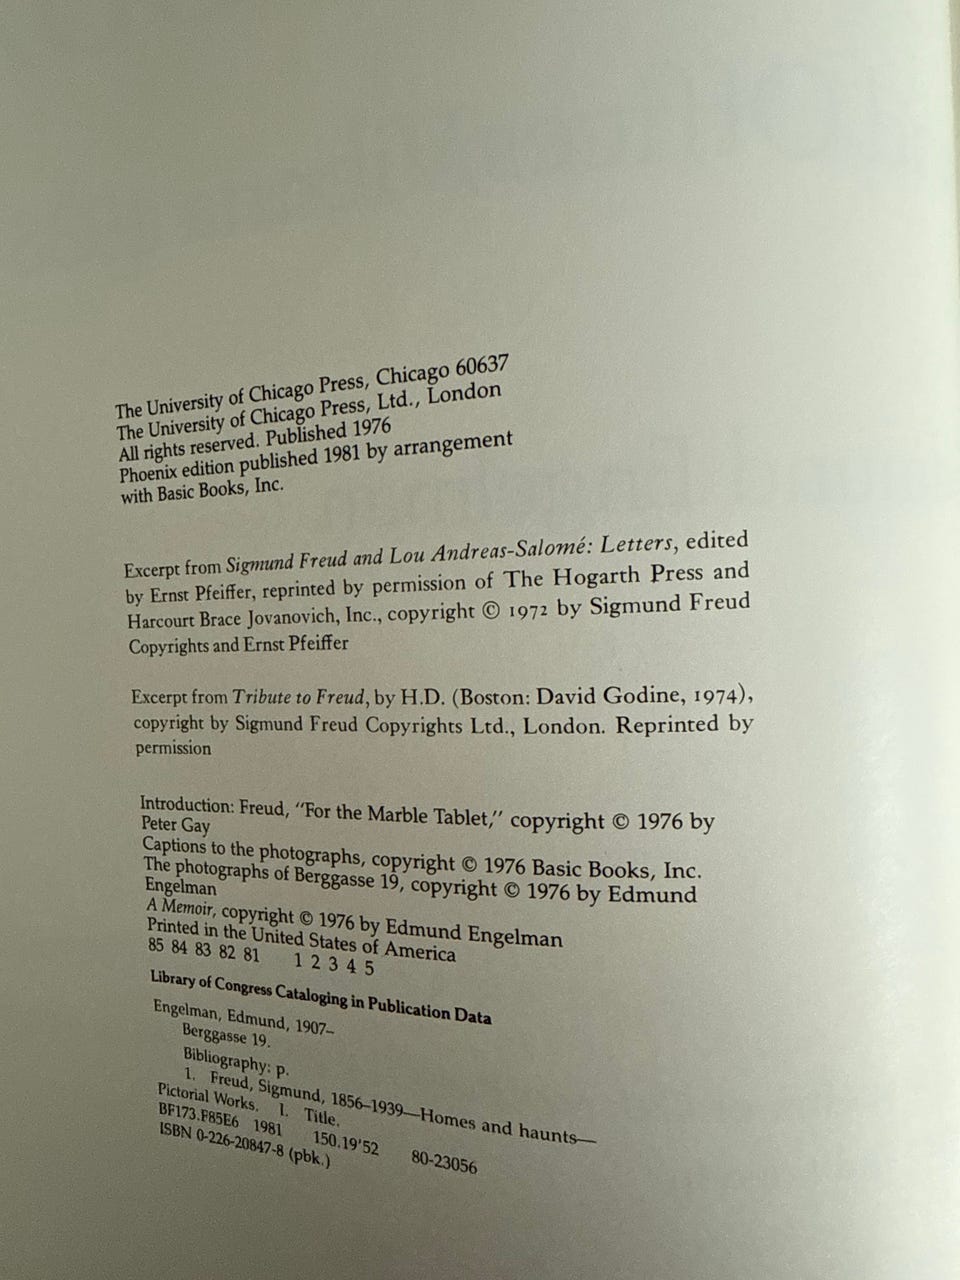 The University of Chicago Press, Chicago 60637
The University of Chicago Press, Ltd., London
All rights reserved. Published 1976
Phoenix edition published 1981 by arrangement
with Basic Books, Inc.
Excerpt from Sigmund Freud and Lou Andreas-Salomé: Letters, edited
by Ernst Pfeiffer, reprinted by permission of The Hogarth Press and
Harcourt Brace Jovanovich, Inc., copyright © 1972 by Sigmund Freud
Copyrights and Ernst Pfeiffer
Excerpt from Tribute to Freud, by H.D. (Boston: David Godine, 1974),
copyright by Sigmund Freud Copyrights Ltd., London. Reprinted by
permission
Introduction: Freud, “For the Marble Tablet,” copyright © 1976 by
Peter Gay
Captions to the photographs, copyright © 1976 Basic Books, Inc.
The photographs of Berggasse 19, copyright © 1976 by Edmund
Engelman
A Memoir, copyright © 1976 by Edmund Engelman
Printed in the United States of America
85 84 83 82 81 1 2 3 4 5
Library of Congress Cataloging in Publication Data
Engelman, Edmund, 1907–
Berggasse 19.
Bibliography: p.
1. Freud, Sigmund, 1856–1939—Homes and haunts—
Pictorial Works. I. Title.
BF173.F85E6 1981 150.19'52 80-23056
ISBN 0-226-20847-8 (pbk.)